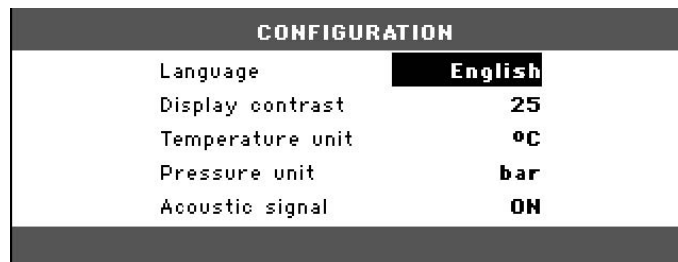 CONFIGURATION
Language English
Display contrast 25
Temperature unit ºC
Pressure unit bar
Acoustic signal ON